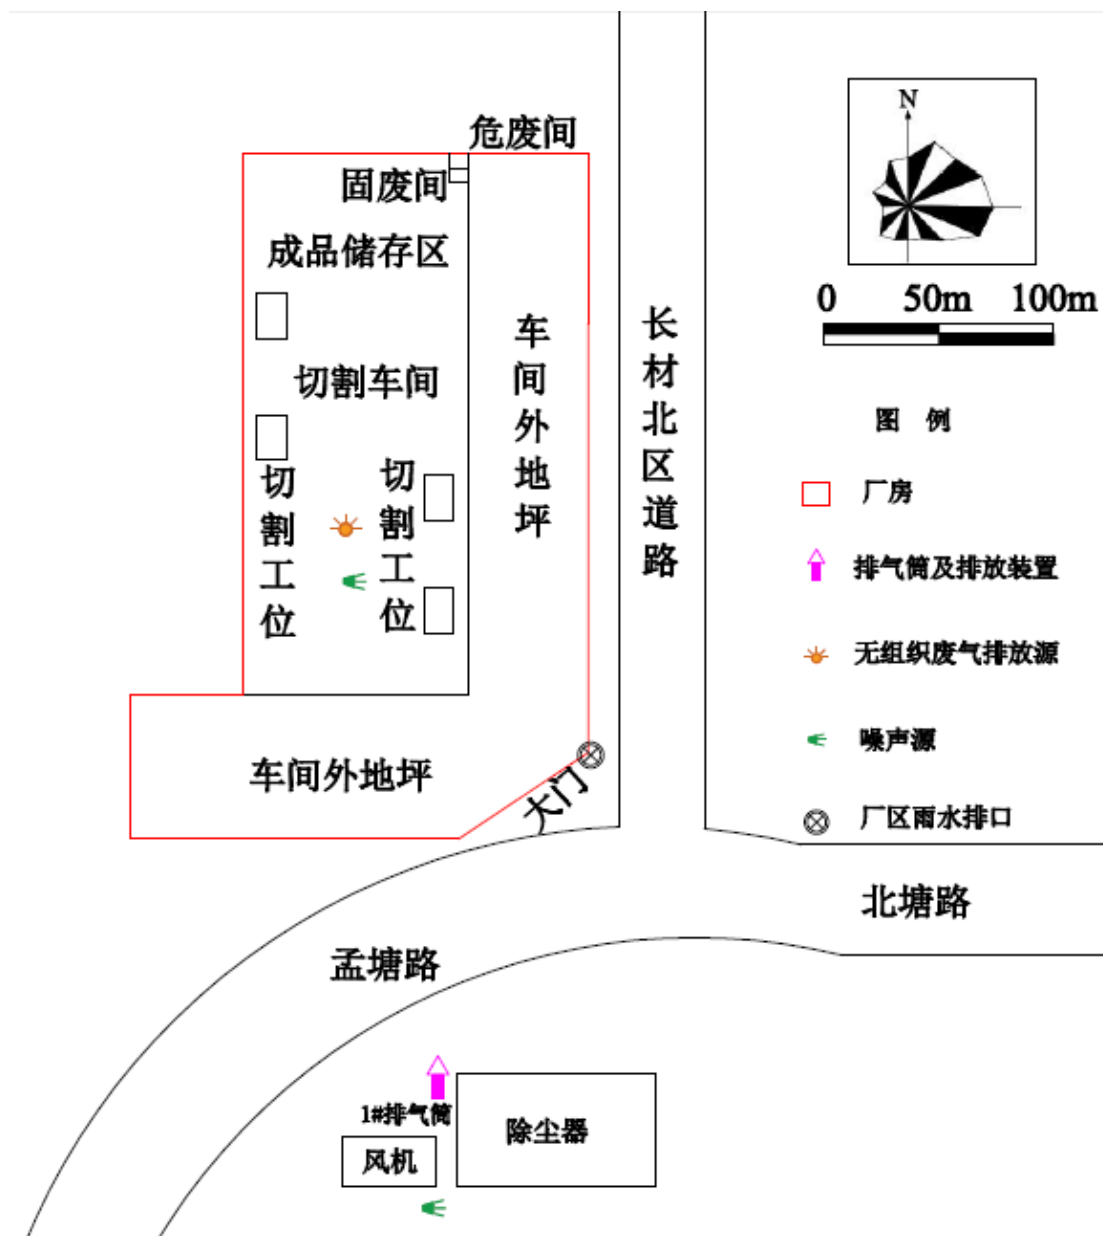 N
危废间
固废间
成品储存区
0 50m 100m
车间外地坪
长材北区道路
切割车间
图 例
切割工位
切割工位
厂房
排气筒及排放装置
无组织废气排放源
噪声源
车间外地坪
大门
厂区雨水排口
北塘路
孟塘路
1#排气筒
除尘器
风机